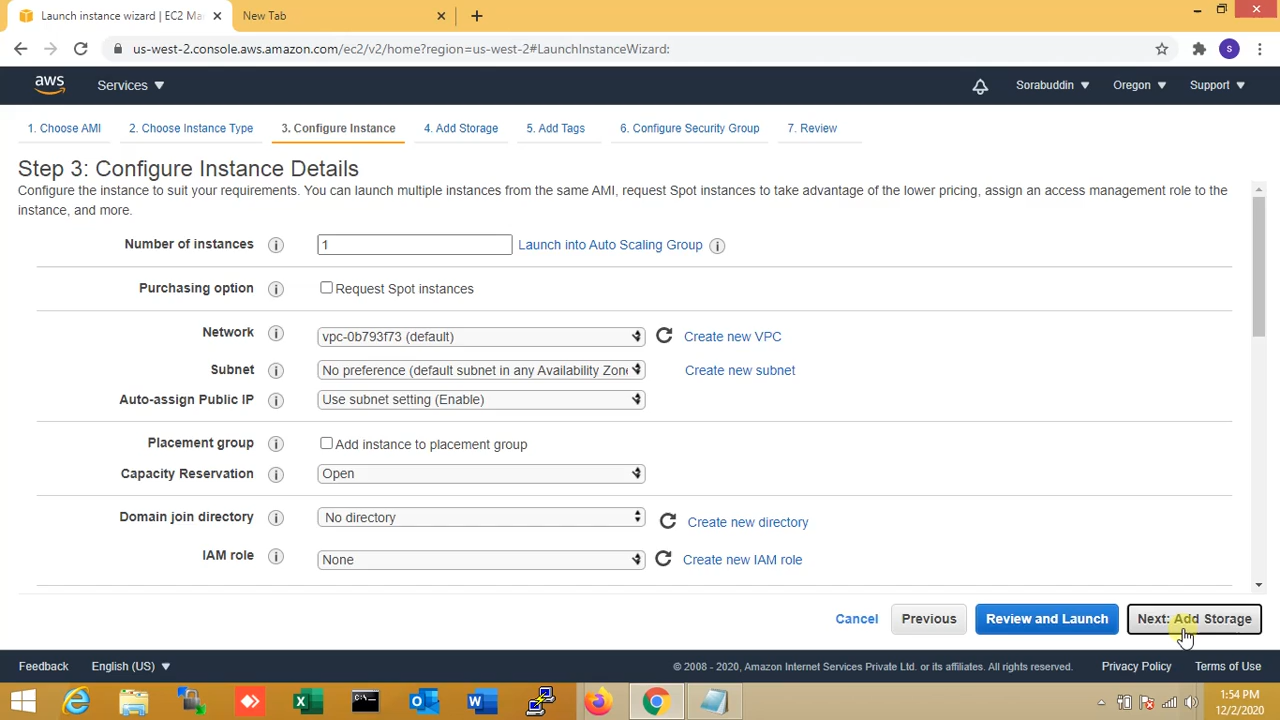 Launch instance wizard | EC2 Ma
New Tab
us-west-2.console.aws.amazon.com/ec2/v2/home?region=us-west-2#LaunchInstanceWizard:
S
aws
Services
Sorabuddin
Oregon
Support
1. Choose AMI
2. Choose Instance Type
3. Configure Instance
4. Add Storage
5. Add Tags
6. Configure Security Group
7. Review
Step 3: Configure Instance Details
Configure the instance to suit your requirements. You can launch multiple instances from the same AMI, request Spot instances to take advantage of the lower pricing, assign an access management role to the
instance, and more.
Number of instances
1
Launch into Auto Scaling Group
Purchasing option
Request Spot instances
Network
vpc-0b793f73 (default)
Create new VPC
Subnet
No preference (default subnet in any Availability Zone
Create new subnet
Auto-assign Public IP
Use subnet setting (Enable)
Placement group
Add instance to placement group
Capacity Reservation
Open
Domain join directory
No directory
Create new directory
IAM role
None
Create new IAM role
Cancel
Previous
Review and Launch
Next: Add Storage
Feedback
English (US)
© 2008 - 2020, Amazon Internet Services Private Ltd. or its affiliates. All rights reserved.
Privacy Policy
Terms of Use
1:54 PM
12/2/2020